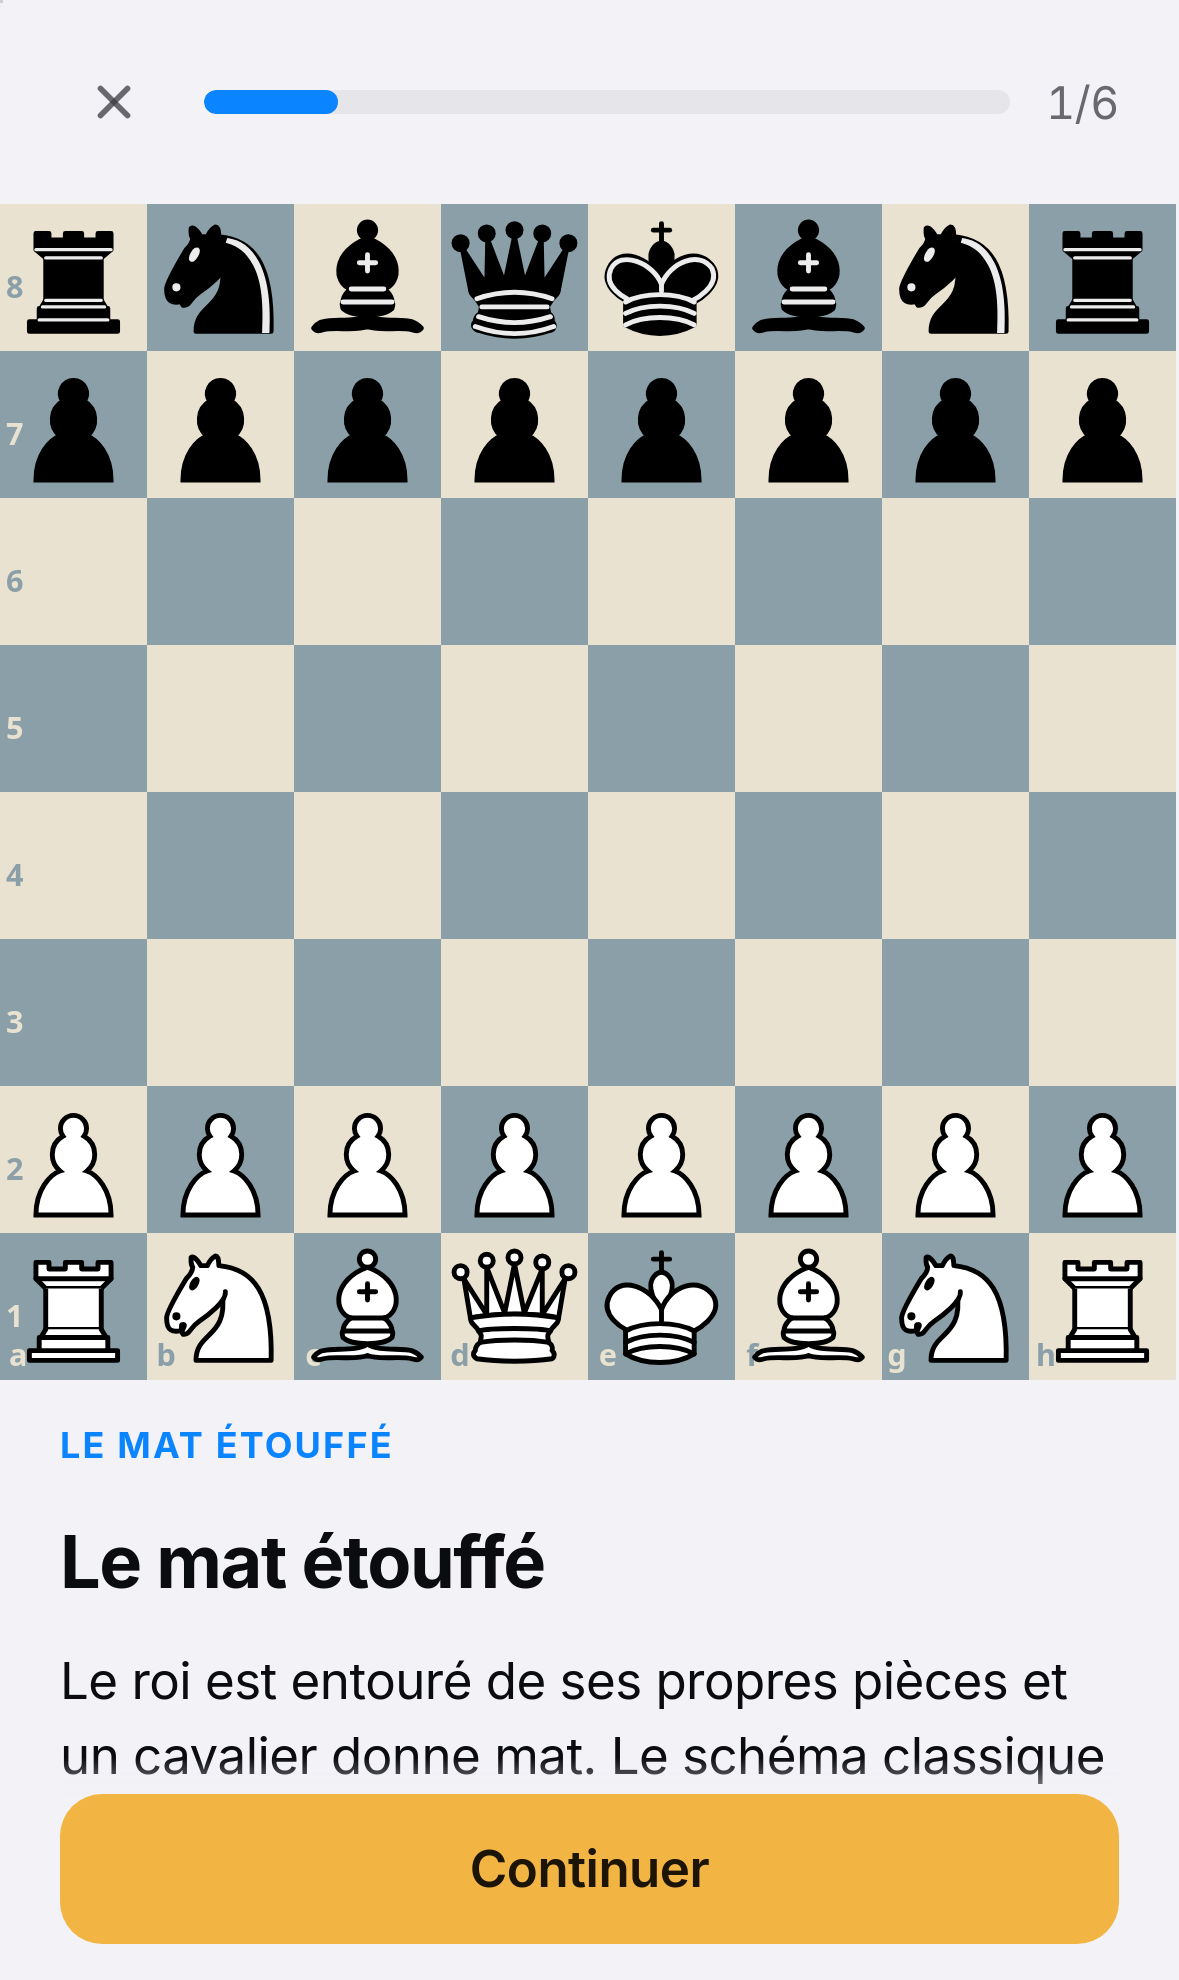 1/6
8
7
6
5
4
3
2
1
a b c d e f g h
LE MAT ÉTOUFFÉ
Le mat étouffé
Le roi est entouré de ses propres pièces et
un cavalier donne mat. Le schéma classique
Continuer